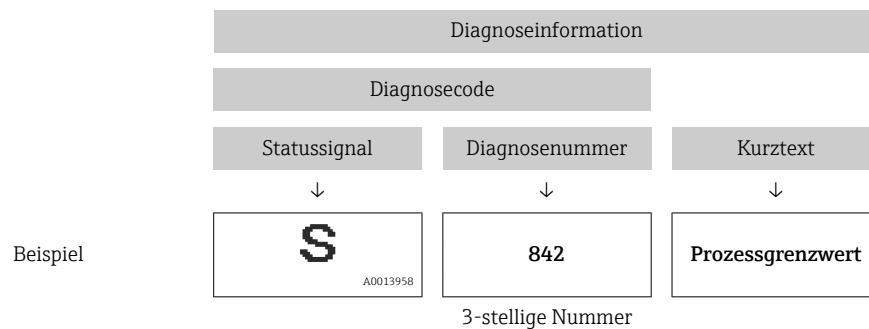 Diagnoseinformation
Diagnosecode
Statussignal Diagnosenummer Kurztext
↓ ↓ ↓
Beispiel S 842 Prozessgrenzwert
A0013958
3-stellige Nummer